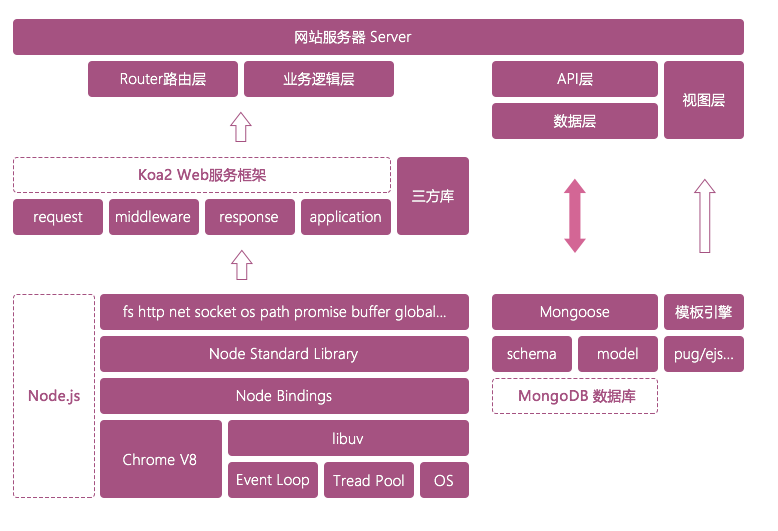 网站服务器 Server
Router路由层
业务逻辑层
API层
视图层
数据层
Koa2 Web服务框架
三方库
request
middleware
response
application
Node.js
fs http net socket os path promise buffer global...
Mongoose
模板引擎
Node Standard Library
schema
model
pug/ejs...
Node Bindings
MongoDB 数据库
Chrome V8
libuv
Event Loop
Tread Pool
OS